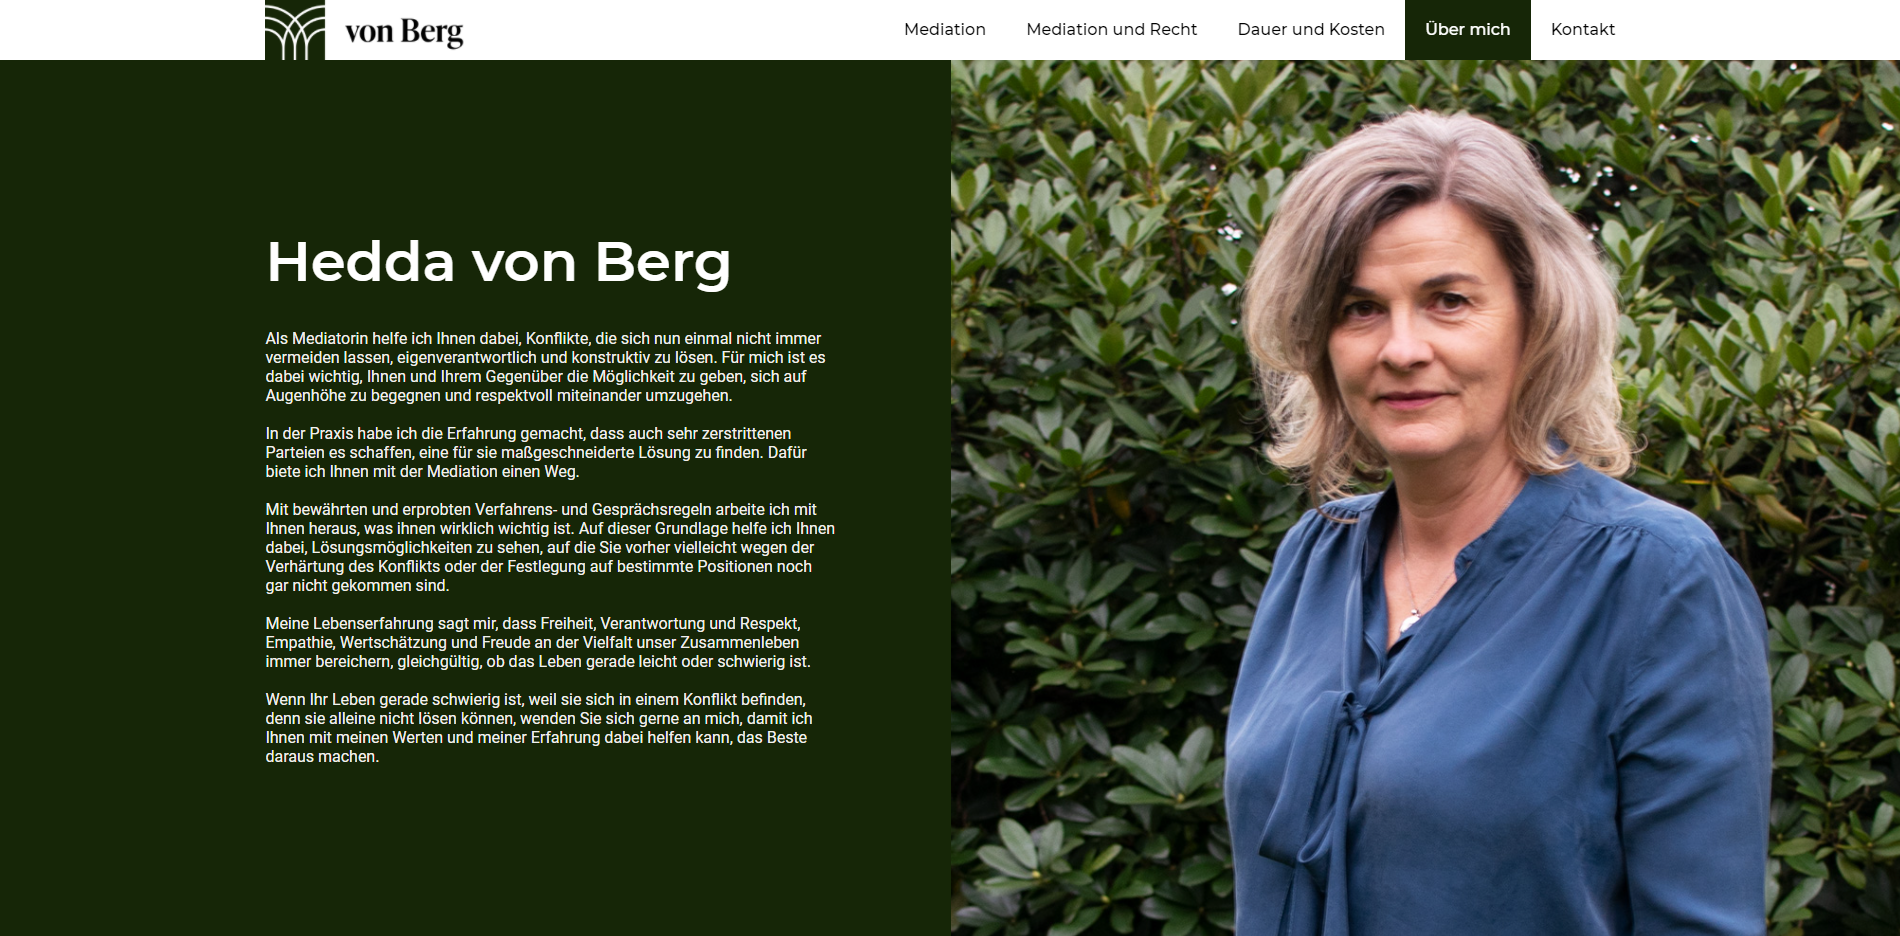 von Berg
Mediation
Mediation und Recht
Dauer und Kosten
Über mich
Kontakt
Hedda von Berg
Als Mediatorin helfe ich Ihnen dabei, Konflikte, die sich nun einmal nicht immer
vermeiden lassen, eigenverantwortlich und konstruktiv zu lösen. Für mich ist es
dabei wichtig, Ihnen und Ihrem Gegenüber die Möglichkeit zu geben, sich auf
Augenhöhe zu begegnen und respektvoll miteinander umzugehen.
In der Praxis habe ich die Erfahrung gemacht, dass auch sehr zerstrittenen
Parteien es schaffen, eine für sie maßgeschneiderte Lösung zu finden. Dafür
biete ich Ihnen mit der Mediation einen Weg.
Mit bewährten und erprobten Verfahrens- und Gesprächsregeln arbeite ich mit
Ihnen heraus, was ihnen wirklich wichtig ist. Auf dieser Grundlage helfe ich Ihnen
dabei, Lösungsmöglichkeiten zu sehen, auf die Sie vorher vielleicht wegen der
Verhärtung des Konflikts oder der Festlegung auf bestimmte Positionen noch
gar nicht gekommen sind.
Meine Lebenserfahrung sagt mir, dass Freiheit, Verantwortung und Respekt,
Empathie, Wertschätzung und Freude an der Vielfalt unser Zusammenleben
immer bereichern, gleichgültig, ob das Leben gerade leicht oder schwierig ist.
Wenn Ihr Leben gerade schwierig ist, weil sie sich in einem Konflikt befinden,
denn sie alleine nicht lösen können, wenden Sie sich gerne an mich, damit ich
Ihnen mit meinen Werten und meiner Erfahrung dabei helfen kann, das Beste
daraus machen.